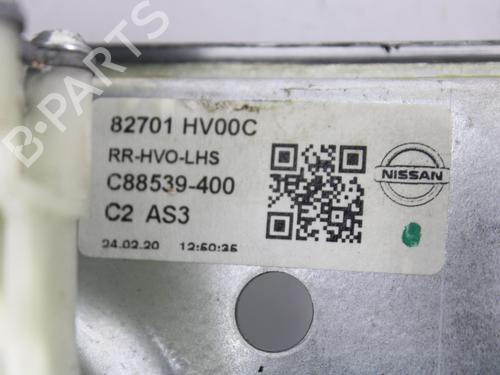 82701 HV00C
RR-HVO-LHS
C88539-400
C2 AS3
24.02.20 12:50:35
NISSAN
B-PARTS